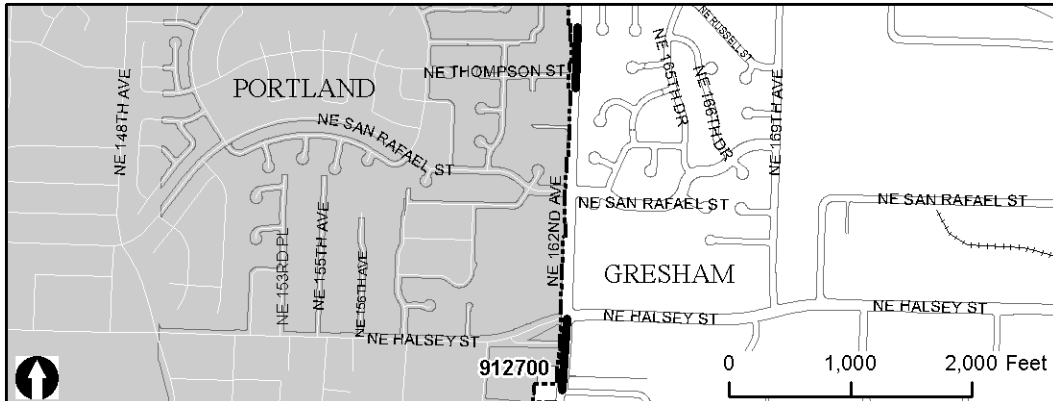 NE RUSSELL ST
NE THOMPSON ST
NE 165TH DR
NE 166TH DR
PORTLAND
NE 148TH AVE
NE SAN RAFAEL ST
NE 169TH AVE
NE SAN RAFAEL ST
NE SAN RAFAEL ST
NE 162ND AVE
NE 153RD PL
NE 155TH AVE
NE 156TH AVE
GRESHAM
NE HALSEY ST
NE HALSEY ST
NE HALSEY ST
912700
0 1,000 2,000 Feet